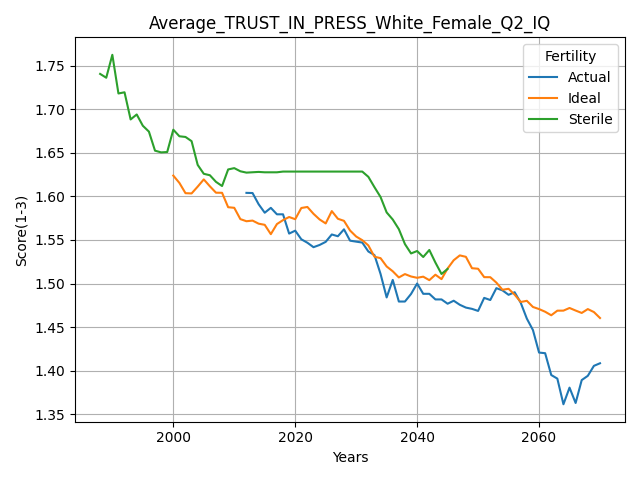 Average_TRUST_IN_PRESS_White_Female_Q2_IQ
Fertility
Actual
Ideal
Sterile
Score(1-3)
1.75
1.70
1.65
1.60
1.55
1.50
1.45
1.40
1.35
2000 2020 2040 2060
Years